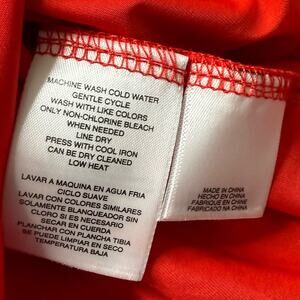 MACHINE WASH COLD WATER
GENTLE CYCLE
WASH WITH LIKE COLORS
ONLY NON-CHLORINE BLEACH
WHEN NEEDED
LINE DRY
PRESS WITH COOL IRON
CAN BE DRY CLEANED
LOW HEAT
LAVAR A MAQUINA EN AGUA FRIA
CICLO SUAVE
LAVAR CON COLORES SIMILARES
SOLAMENTE BLANQUEADOR SIN
CLORO SI ES NECESARIO
SECAR EN CUERDA
PLANCHAR CON PLANCHA TIBIA
SE PUEDE LIMPIAR EN SECO
TEMPERATURA BAJA
MADE IN CHINA
HECHO EN CHINA
FABRIQUE EN CHINE
FABRICADO NA CHINA